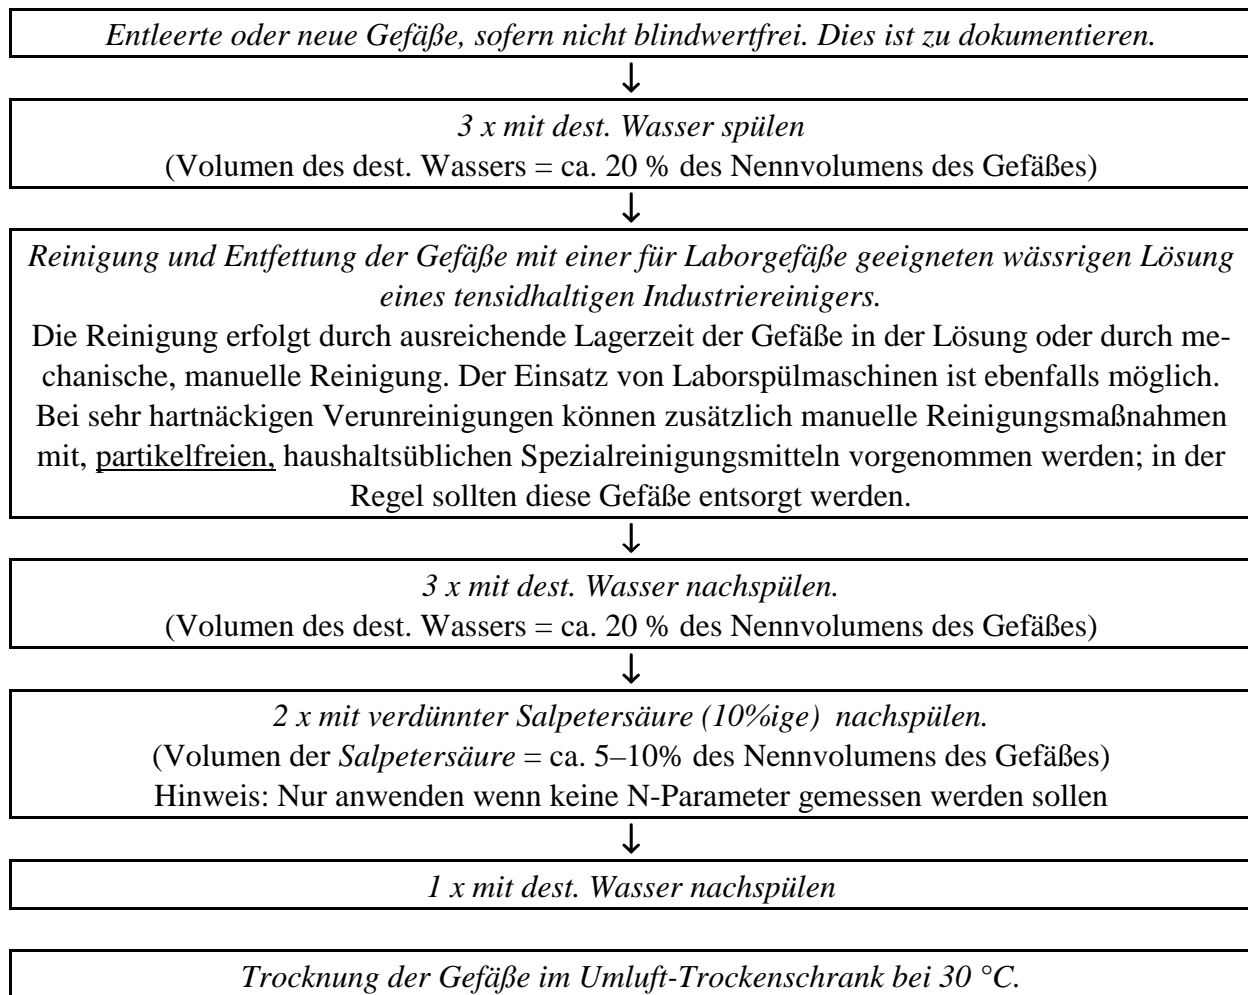 Entleerte oder neue Gefäße, sofern nicht blindwertfrei. Dies ist zu dokumentieren.
↓
3 x mit dest. Wasser spülen
(Volumen des dest. Wassers = ca. 20 % des Nennvolumens des Gefäßes)
↓
Reinigung und Entfettung der Gefäße mit einer für Laborgefäße geeigneten wässrigen Lösung
eines tensidhaltigen Industriereinigers.
Die Reinigung erfolgt durch ausreichende Lagerzeit der Gefäße in der Lösung oder durch me-
chanische, manuelle Reinigung. Der Einsatz von Laborspülmaschinen ist ebenfalls möglich.
Bei sehr hartnäckigen Verunreinigungen können zusätzlich manuelle Reinigungsmaßnahmen
mit, partikelfreien, haushaltsüblichen Spezialreinigungsmitteln vorgenommen werden; in der
Regel sollten diese Gefäße entsorgt werden.
↓
3 x mit dest. Wasser nachspülen.
(Volumen des dest. Wassers = ca. 20 % des Nennvolumens des Gefäßes)
↓
2 x mit verdünnter Salpetersäure (10%ige) nachspülen.
(Volumen der Salpetersäure = ca. 5–10% des Nennvolumens des Gefäßes)
Hinweis: Nur anwenden wenn keine N-Parameter gemessen werden sollen
↓
1 x mit dest. Wasser nachspülen
Trocknung der Gefäße im Umluft-Trockenschrank bei 30 °C.